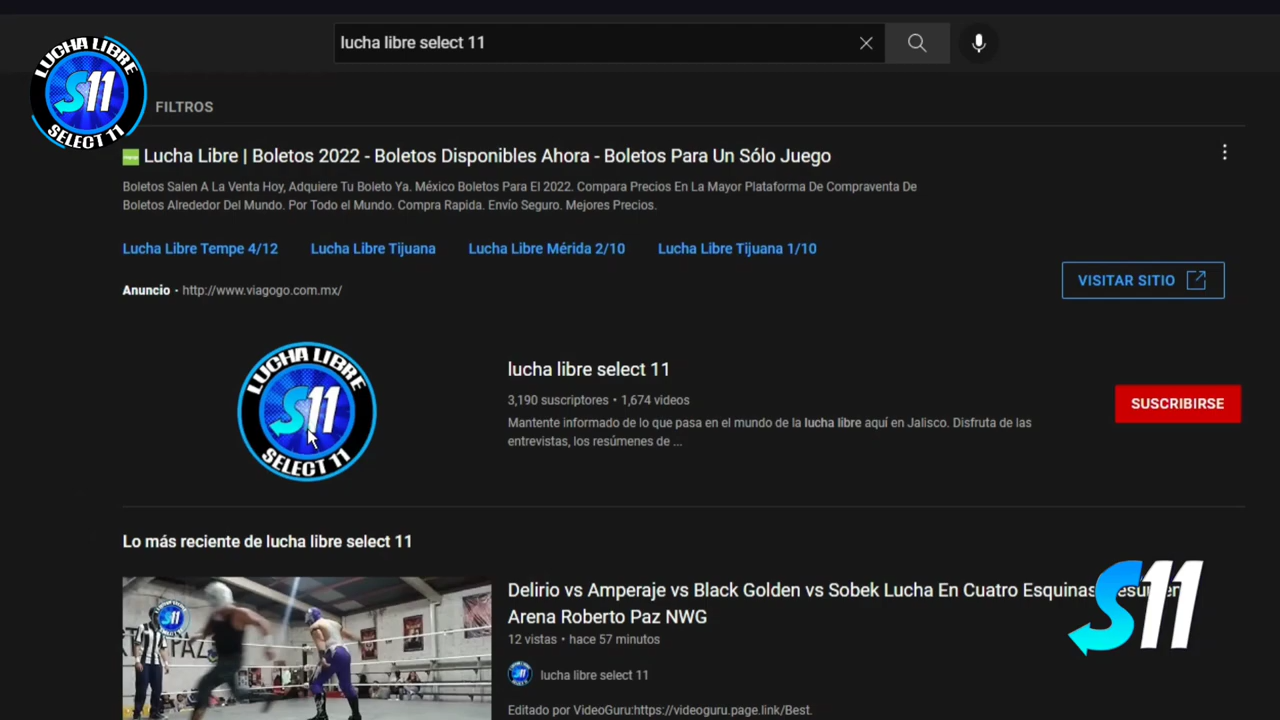 lucha libre select 11
LUCHA LIBRE
S11
SELECT 11
FILTROS
Lucha Libre | Boletos 2022 - Boletos Disponibles Ahora - Boletos Para Un Sólo Juego
Boletos Salen A La Venta Hoy, Adquiere Tu Boleto Ya. México Boletos Para El 2022. Compara Precios En La Mayor Plataforma De Compraventa De
Boletos Alrededor Del Mundo. Por Todo el Mundo. Compra Rapida. Envío Seguro. Mejores Precios.
Lucha Libre Tempe 4/12 Lucha Libre Tijuana Lucha Libre Mérida 2/10 Lucha Libre Tijuana 1/10
VISITAR SITIO
Anuncio · http://www.viagogo.com.mx/
LUCHA LIBRE
S11
SELECT 11
lucha libre select 11
3,190 suscriptores • 1,674 videos
Mantente informado de lo que pasa en el mundo de la lucha libre aquí en Jalisco. Disfruta de las
entrevistas, los resúmenes de ...
SUSCRIBIRSE
Lo más reciente de lucha libre select 11
Delirio vs Amperaje vs Black Golden vs Sobek Lucha En Cuatro Esquinas
Arena Roberto Paz NWG
12 vistas • hace 57 minutos
S11
lucha libre select 11
Editado por VideoGuru:https://videoguru.page.link/Best.
S11
S11